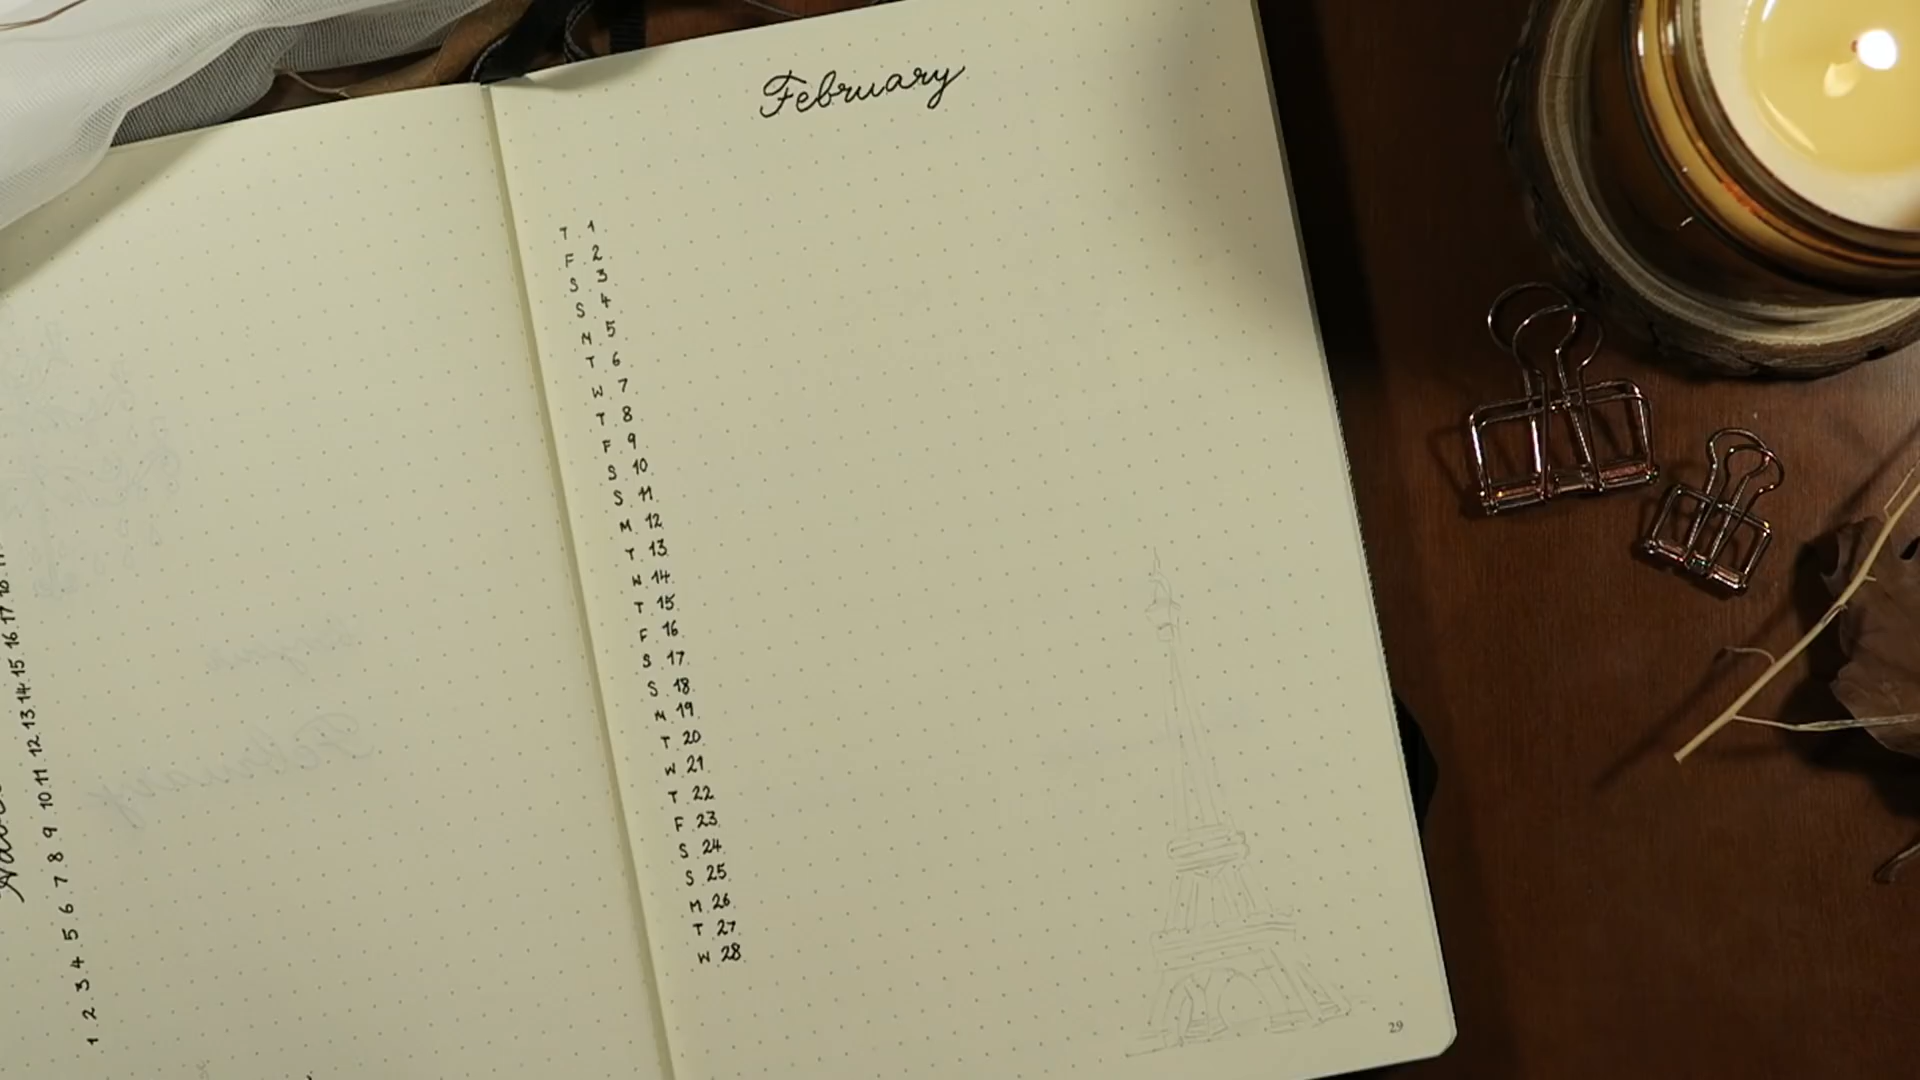 February
T 1
F 2
S 3
S 4
M 5
T 6
W 7
T 8
F 9
S 10
S 11
M 12
T 13
W 14
T 15
F 16
S 17
S 18
M 19
T 20
W 21
T 22
F 23
S 24
S 25
M 26
T 27
W 28
29
1 2 3 4 5 6 7 8 9 10 11 12 13 14 15 16 17